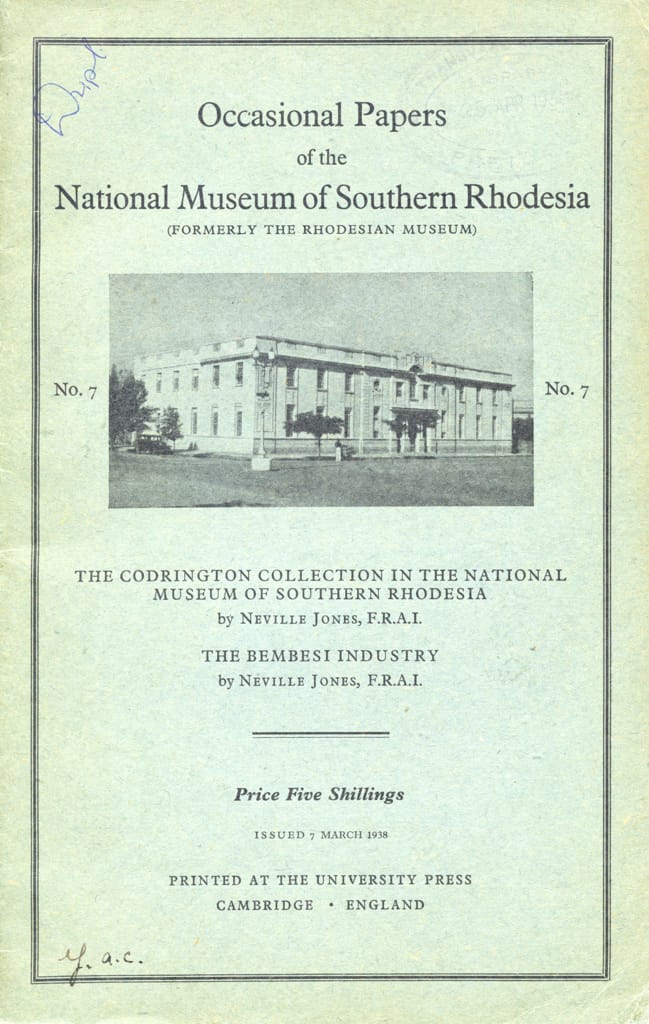 Dupl
Occasional Papers
of the
National Museum of Southern Rhodesia
(FORMERLY THE RHODESIAN MUSEUM)
No. 7
No. 7
THE CODRINGTON COLLECTION IN THE NATIONAL
MUSEUM OF SOUTHERN RHODESIA
by NEVILLE JONES, F.R.A.I.
THE BEMBESI INDUSTRY
by NEVILLE JONES, F.R.A.I.
Price Five Shillings
ISSUED 7 MARCH 1938
PRINTED AT THE UNIVERSITY PRESS
CAMBRIDGE • ENGLAND
a.c.